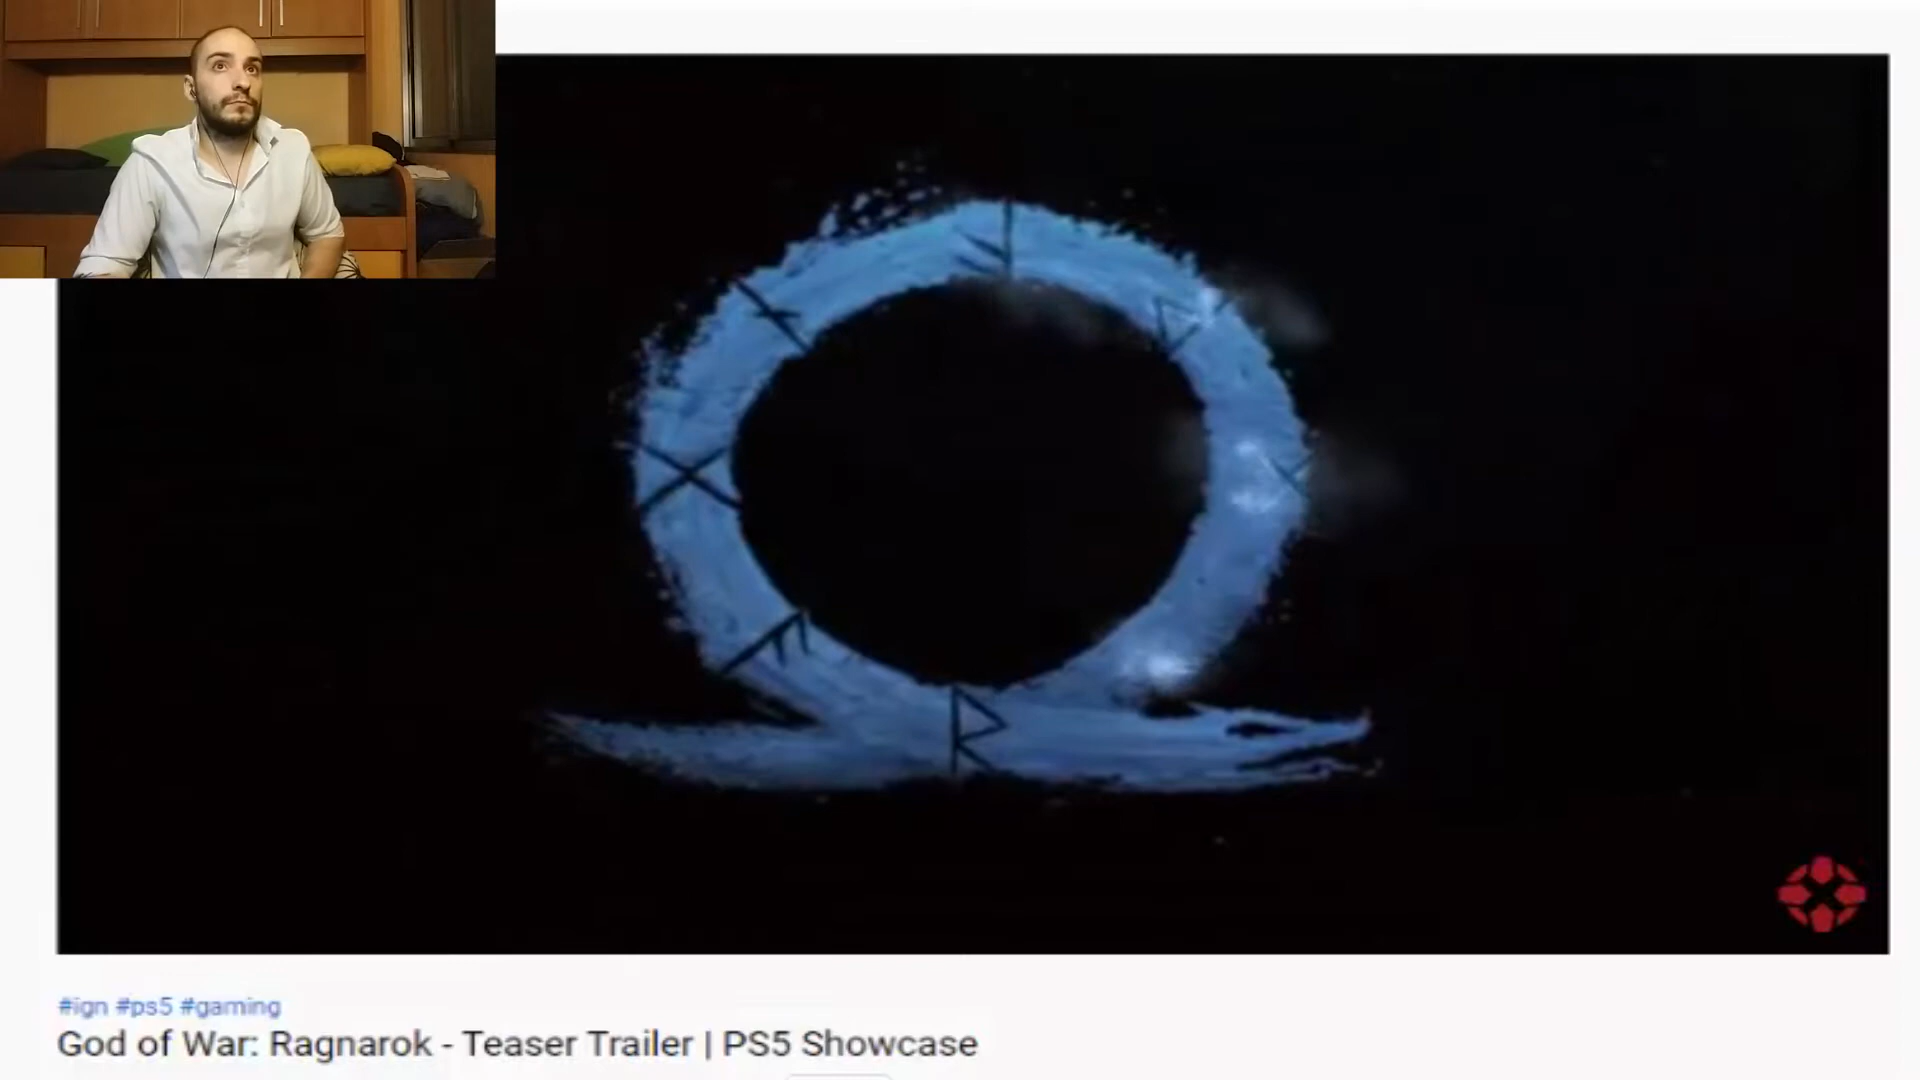 #ign #ps5 #gaming
God of War: Ragnarok - Teaser Trailer | PS5 Showcase